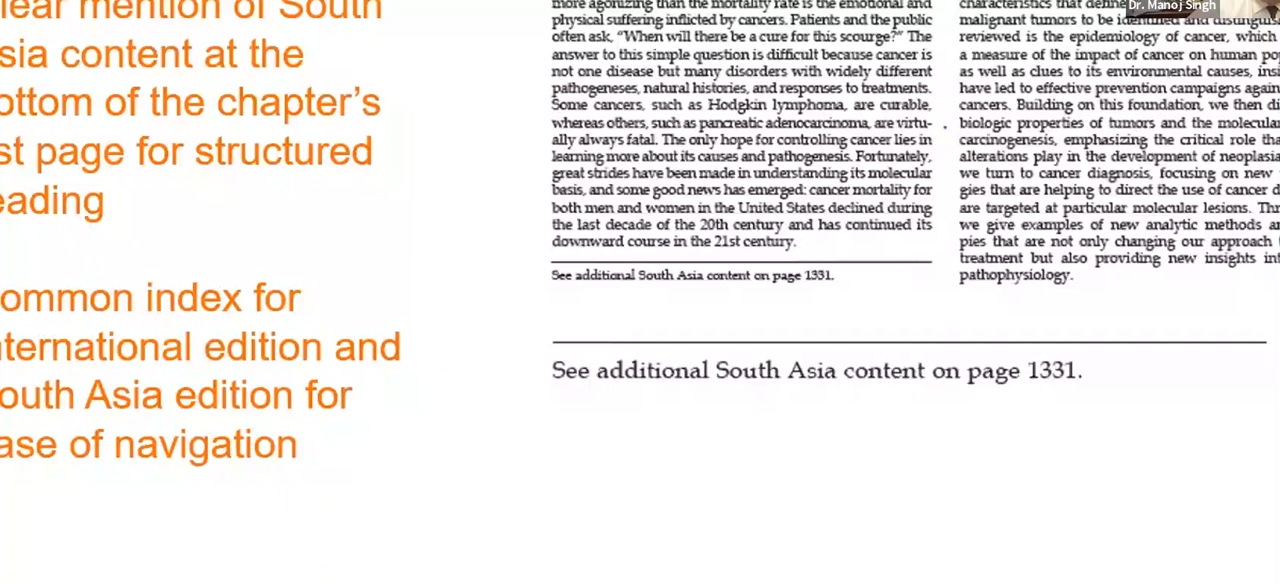 lear mention of South
sia content at the
ottom of the chapter's
st page for structured
eading
ommon index for
nternational edition and
outh Asia edition for
ase of navigation
more agonizing than the mortality rate is the emotional and
physical suffering inflicted by cancers. Patients and the public
often ask, “When will there be a cure for this scourge?” The
answer to this simple question is difficult because cancer is
not one disease but many disorders with widely different
pathogeneses, natural histories, and responses to treatments.
Some cancers, such as Hodgkin lymphoma, are curable,
whereas others, such as pancreatic adenocarcinoma, are virtu-
ally always fatal. The only hope for controlling cancer lies in
learning more about its causes and pathogenesis. Fortunately,
great strides have been made in understanding its molecular
basis, and some good news has emerged: cancer mortality for
both men and women in the United States declined during
the last decade of the 20th century and has continued its
downward course in the 21st century.
See additional South Asia content on page 1331.
characteristics that define
malignant tumors to be identified and distinguis
reviewed is the epidemiology of cancer, which
a measure of the impact of cancer on human po
as well as clues to its environmental causes, insi
have led to effective prevention campaigns again
cancers. Building on this foundation, we then di
biologic properties of tumors and the molecular
carcinogenesis, emphasizing the critical role tha
alterations play in the development of neoplasia
we turn to cancer diagnosis, focusing on new
gies that are helping to direct the use of cancer d
are targeted at particular molecular lesions. Thr
we give examples of new analytic methods an
pies that are not only changing our approach
treatment but also providing new insights int
pathophysiology.
See additional South Asia content on page 1331.
Dr. Manoj Singh